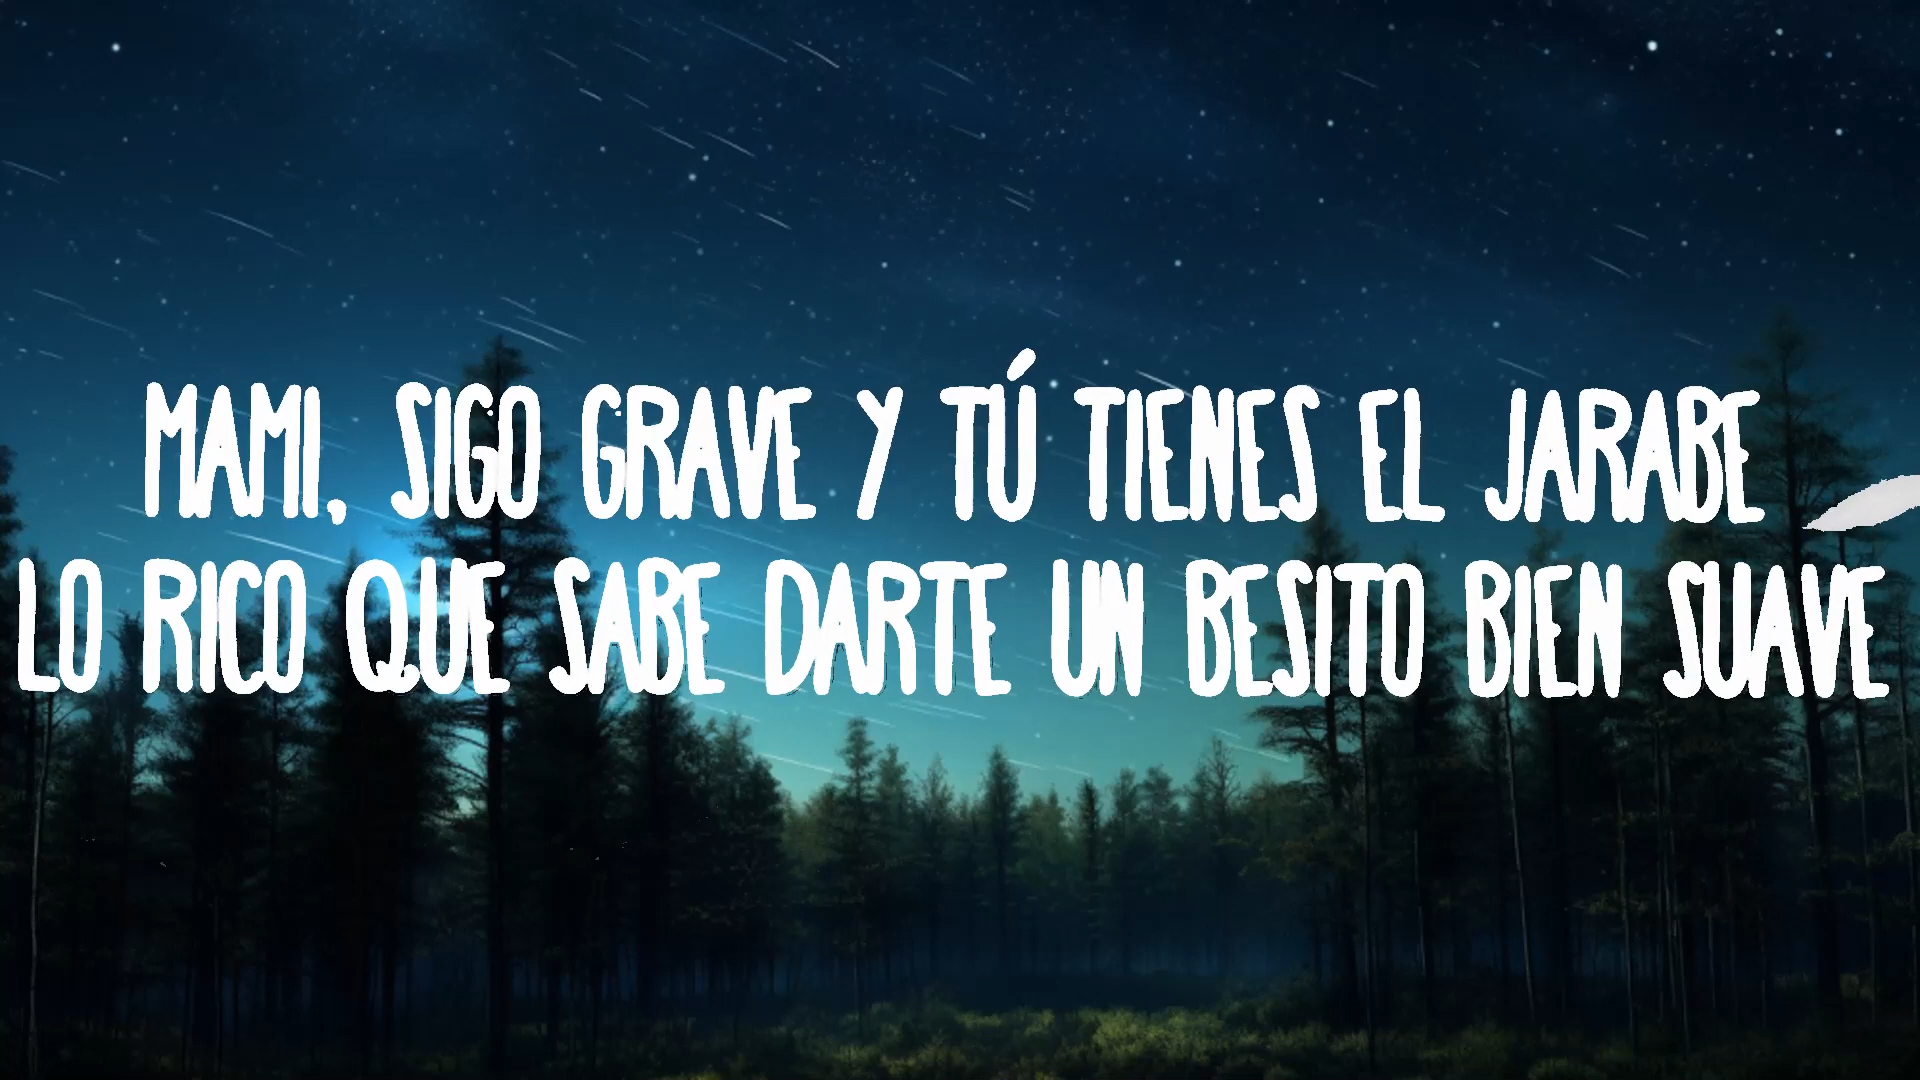 MAMI, SIGO GRAVE Y TÚ TIENES EL JARABE
LO RICO QUE SABE DARTE UN BESITO BIEN SUAVE